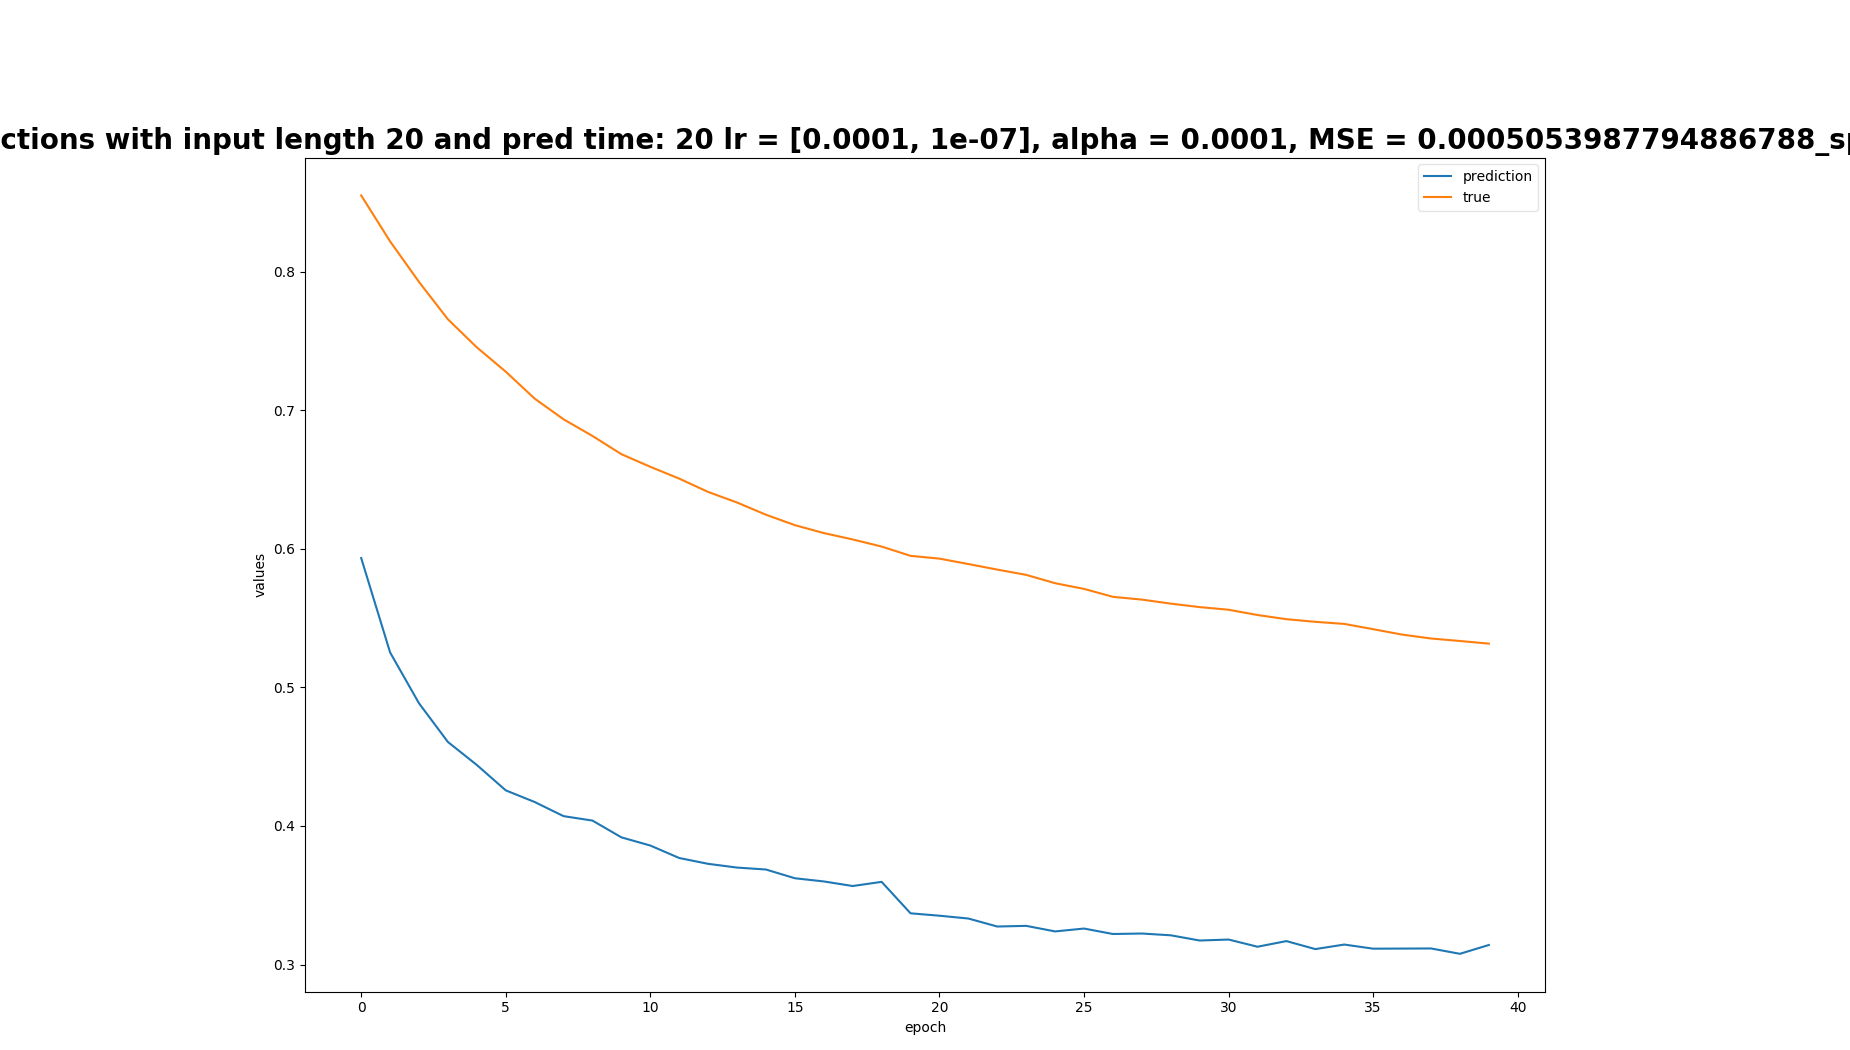 ctions with input length 20 and pred time: 20 lr = [0.0001, 1e-07], alpha = 0.0001, MSE = 0.0005053987794886788_sp
prediction
true
values
0.8
0.7
0.6
0.5
0.4
0.3
0 5 10 15 20 25 30 35 40
epoch